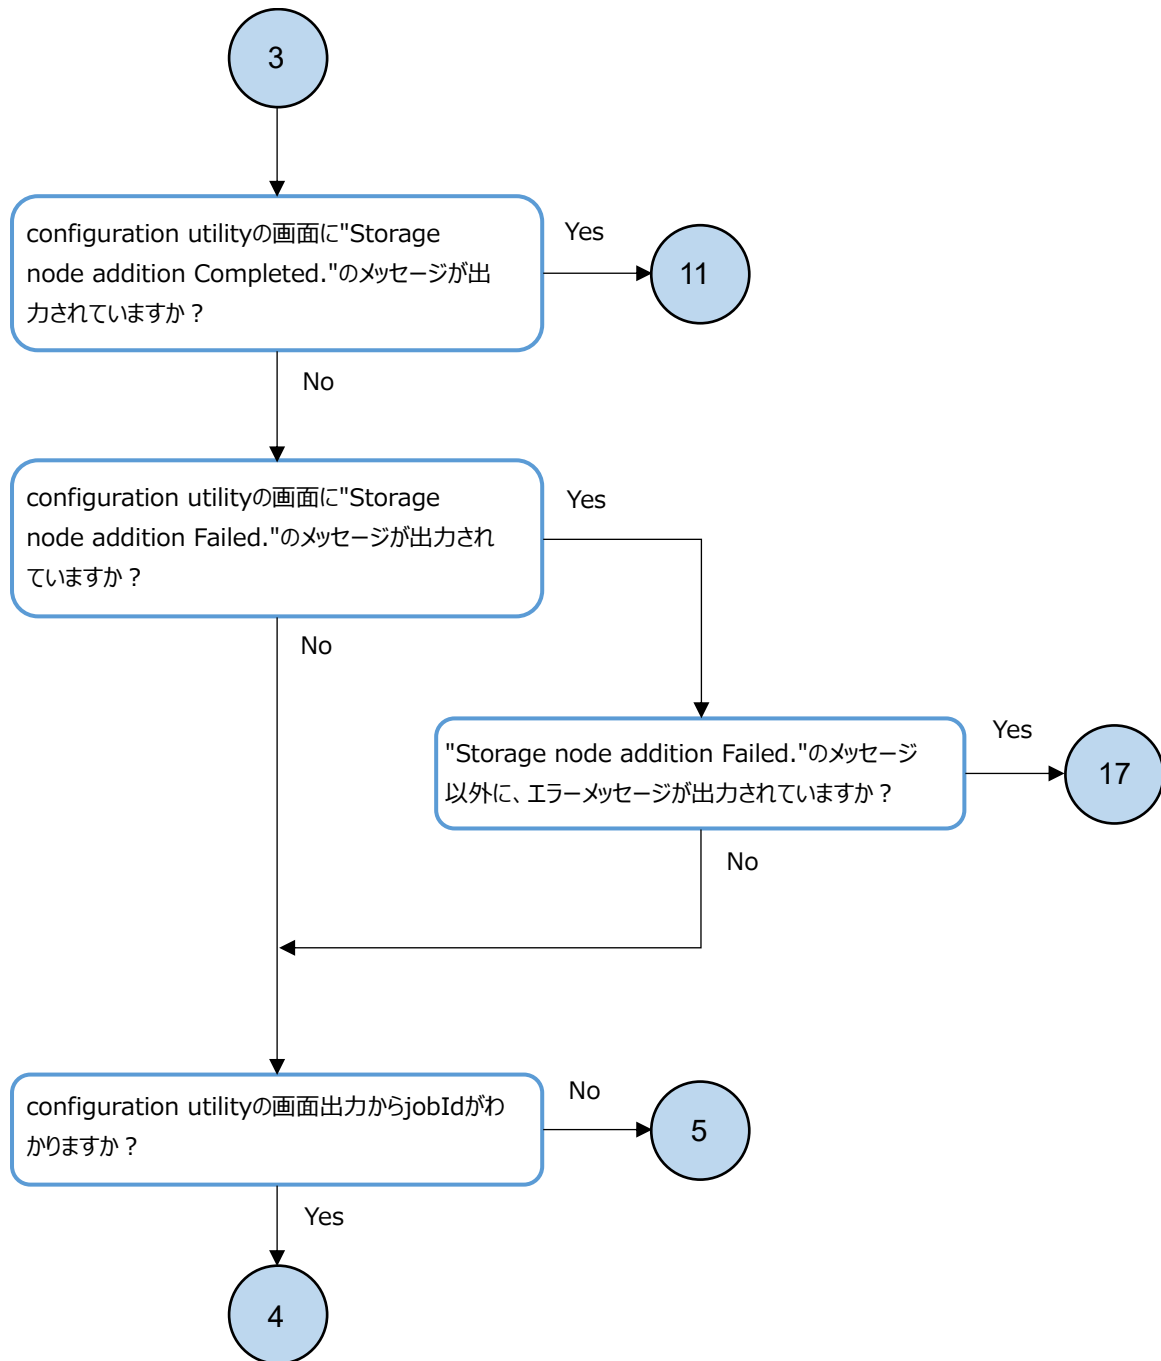 3
configuration utilityの画面に"Storage
node addition Completed."のメッセージが出
力されていますか？
Yes
11
No
configuration utilityの画面に"Storage
node addition Failed."のメッセージが出力され
ていますか？
Yes
No
"Storage node addition Failed."のメッセージ
以外に、エラーメッセージが出力されていますか？
Yes
17
No
configuration utilityの画面出力からjobIdがわ
かりますか？
No
5
Yes
4